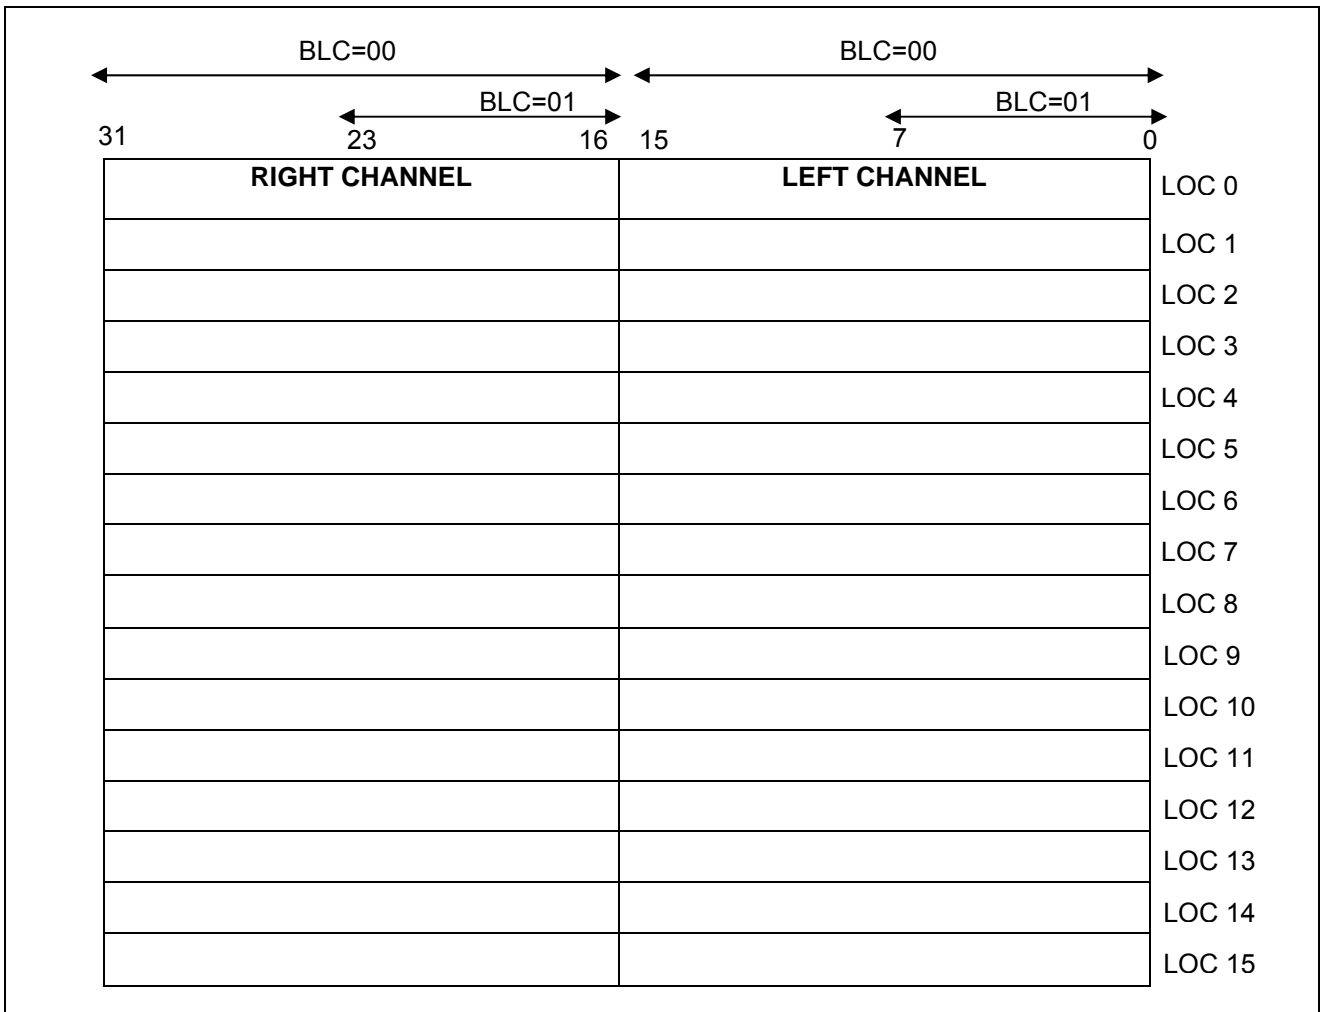 BLC=00 BLC=00
BLC=01 BLC=01
31 23 16 15 7 0
RIGHT CHANNEL LEFT CHANNEL LOC 0
LOC 1
LOC 2
LOC 3
LOC 4
LOC 5
LOC 6
LOC 7
LOC 8
LOC 9
LOC 10
LOC 11
LOC 12
LOC 13
LOC 14
LOC 15